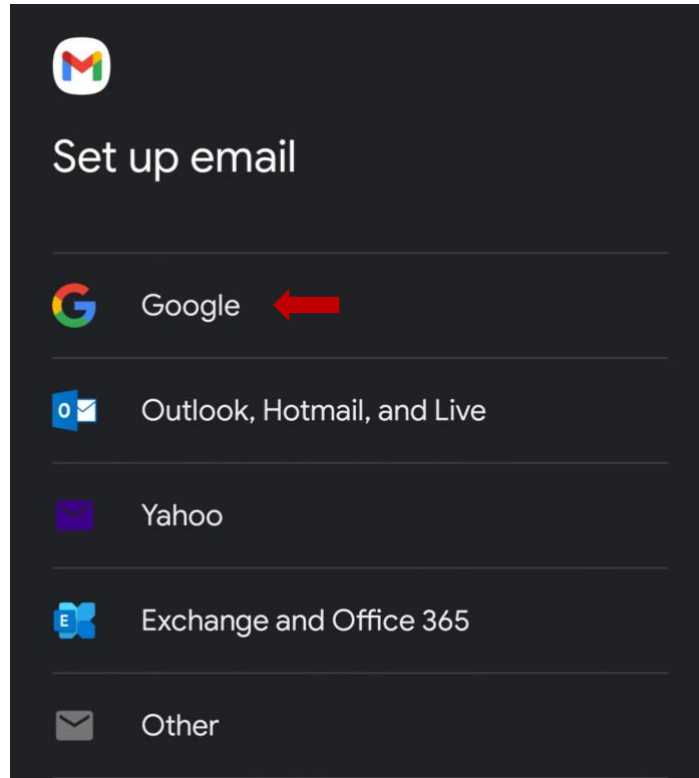 Set up email
Google
Outlook, Hotmail, and Live
Yahoo
Exchange and Office 365
Other